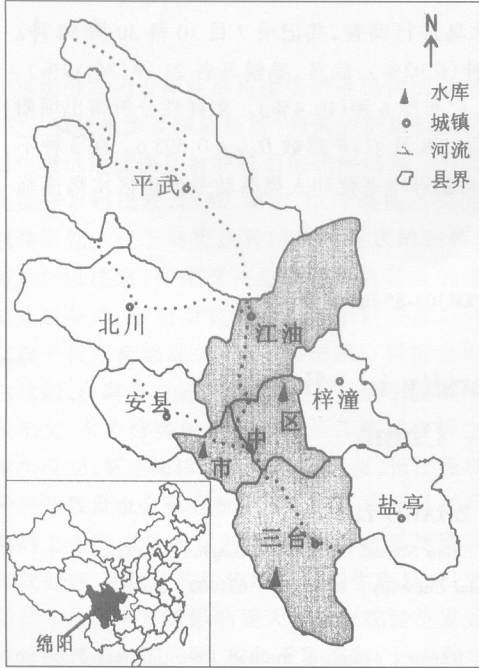 N
水库
城镇
河流
县界
平武
北川
江油
安县
梓潼
区
中
市
盐亭
三台
绵阳